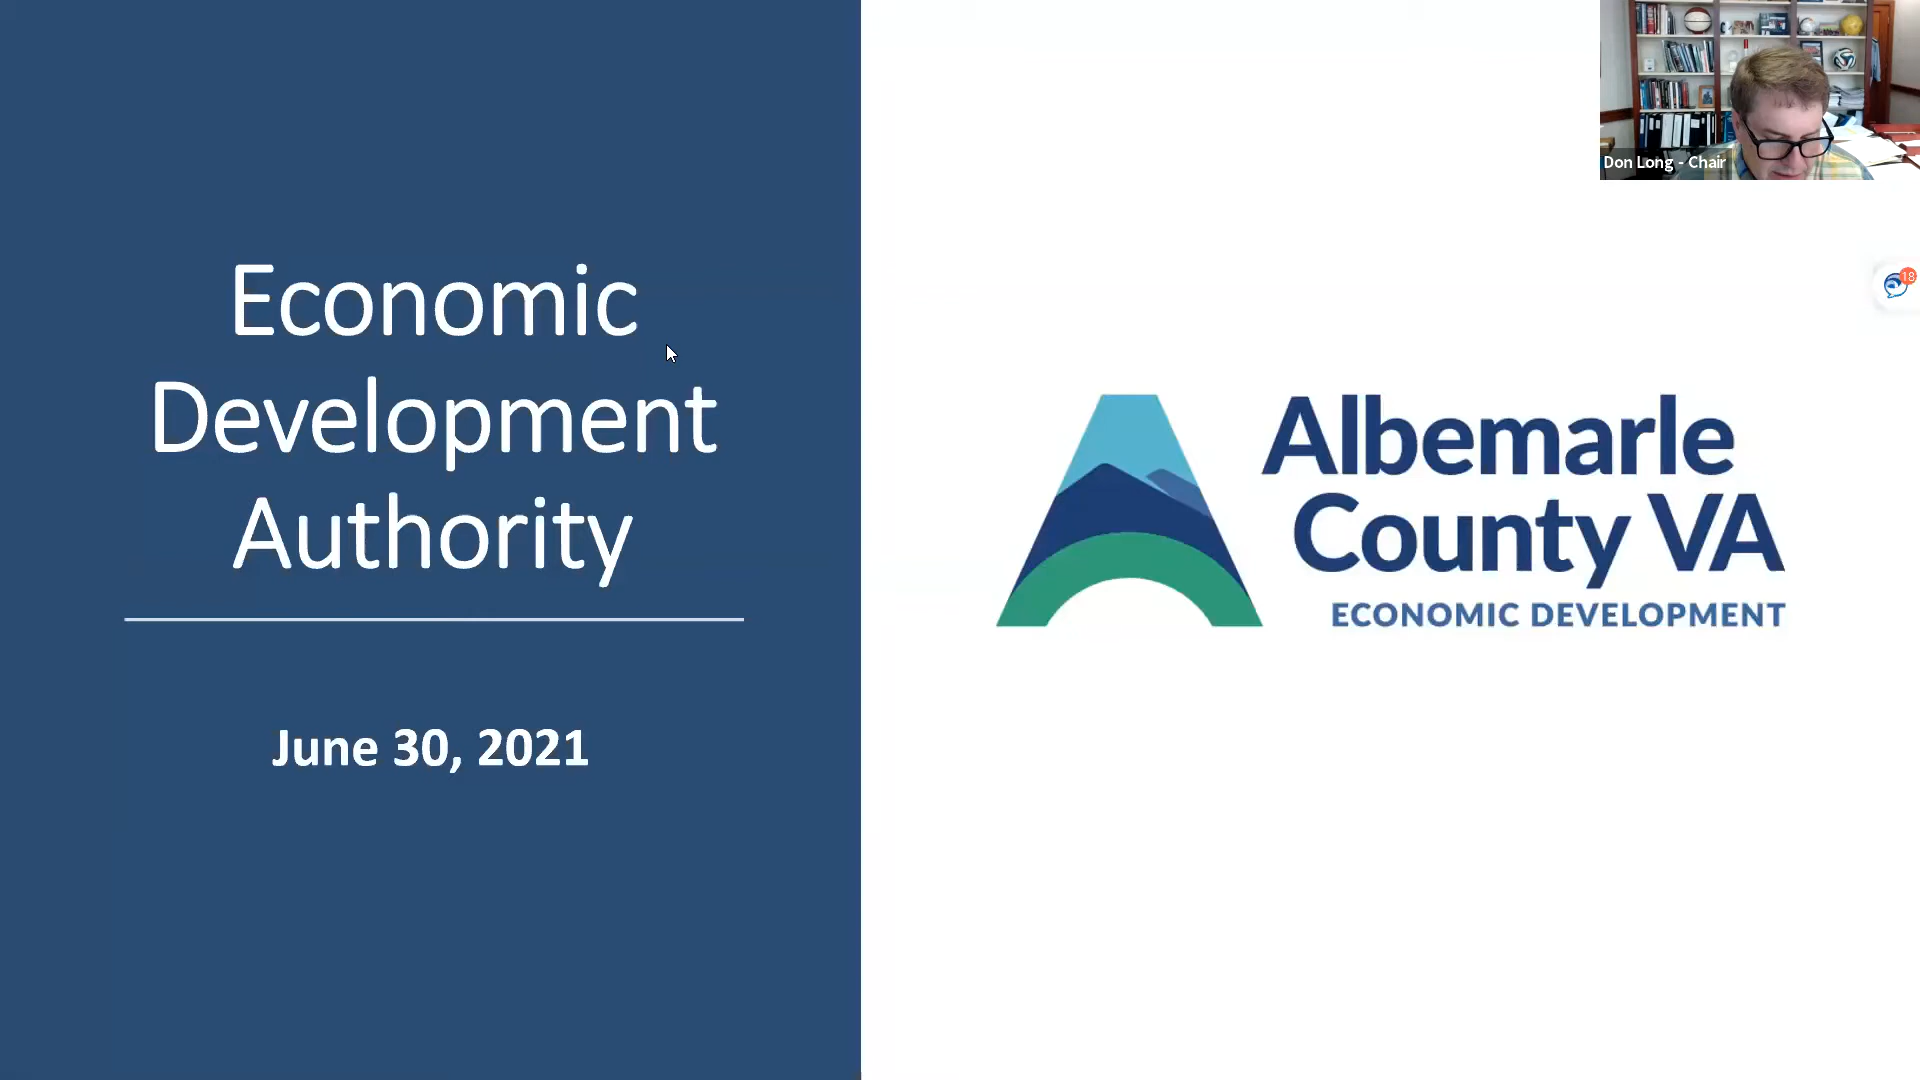 Economic
Development
Authority
June 30, 2021
Albemarle
County VA
ECONOMIC DEVELOPMENT
Don Long - Chair
18